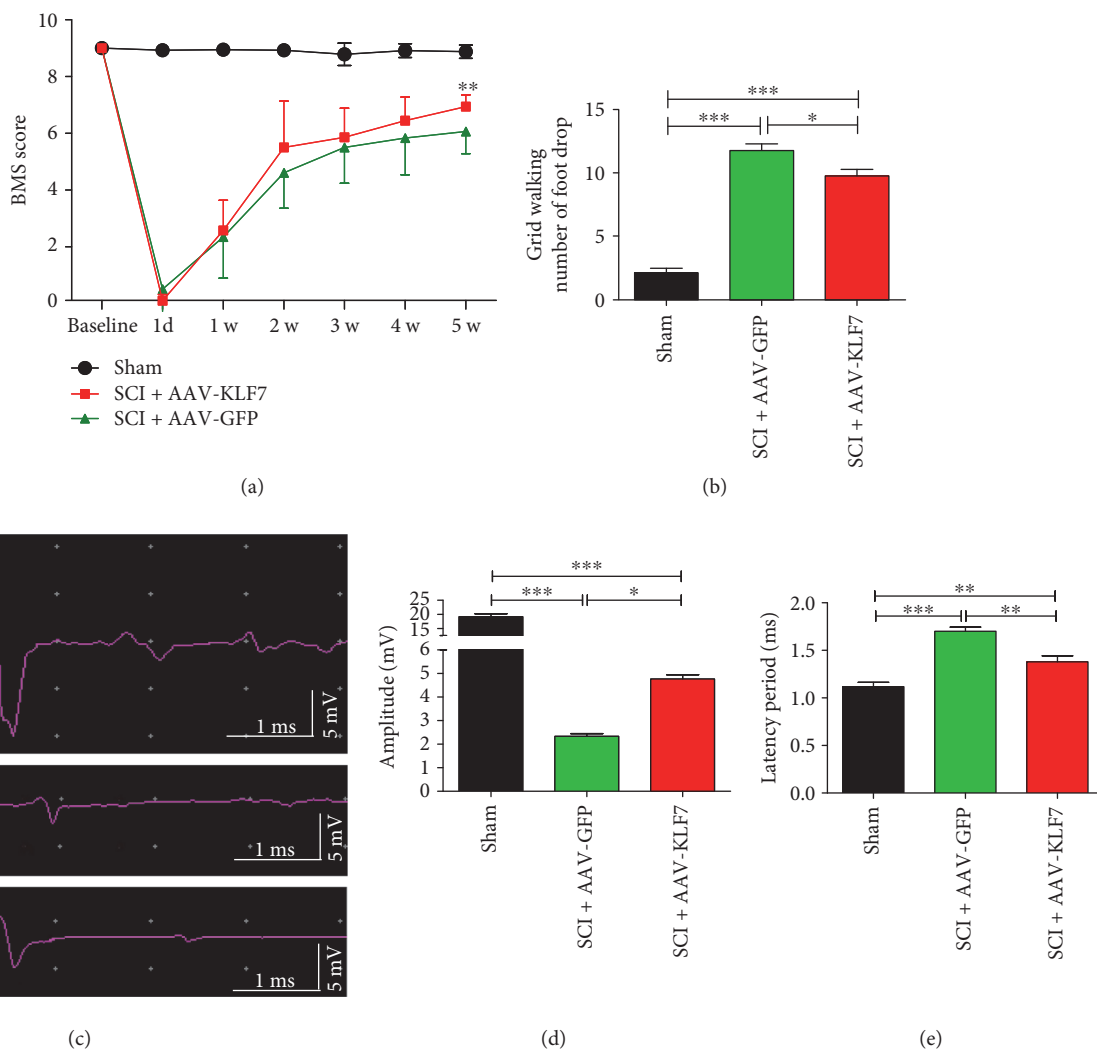 10
8
6
4
2
0
BMS score
**
Baseline 1d 1 w 2 w 3 w 4 w 5 w
Sham
SCI + AAV-KLF7
SCI + AAV-GFP
(a)
15
10
5
0
Grid walking
number of foot drop
***
*** *
Sham
SCI + AAV-GFP
SCI + AAV-KLF7
(b)
1 ms
5 mV
1 ms
5 mV
1 ms
5 mV
(c)
20
15
6
5
4
3
2
1
0
Amplitude (mV)
***
*** *
Sham
SCI + AAV-GFP
SCI + AAV-KLF7
(d)
2.0
1.5
1.0
0.5
0.0
Latency period (ms)
**
*** **
Sham
SCI + AAV-GFP
SCI + AAV-KLF7
(e)